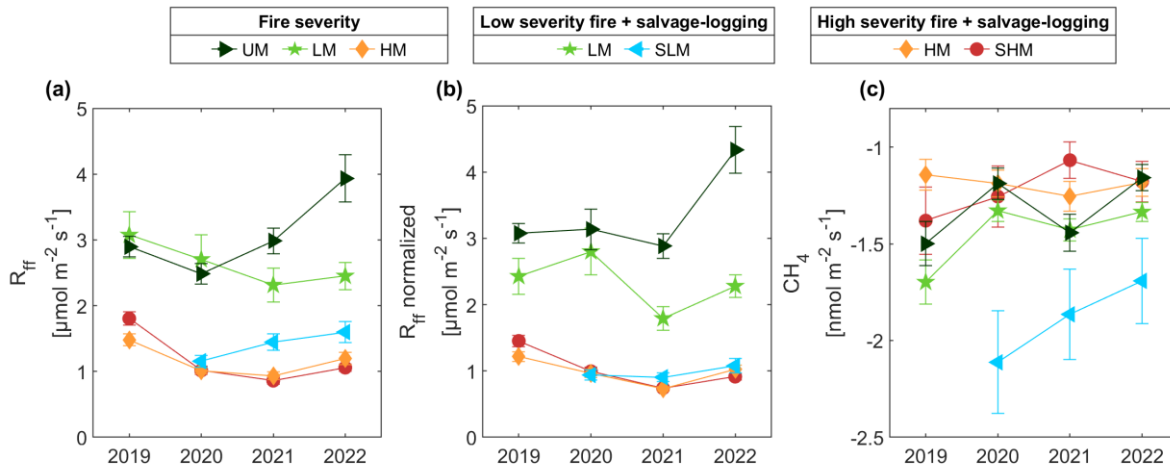 Fire severity
UM LM HM
Low severity fire + salvage-logging
LM SLM
High severity fire + salvage-logging
HM SHM
(a)
R_ff
[µmol m⁻² s⁻¹]
5
4
3
2
1
0
2019 2020 2021 2022
(b)
R_ff normalized
[µmol m⁻² s⁻¹]
5
4
3
2
1
0
2019 2020 2021 2022
(c)
CH₄
[nmol m⁻² s⁻¹]
-1
-1.5
-2
-2.5
2019 2020 2021 2022